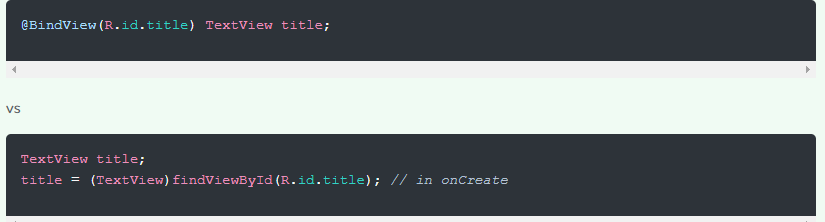 @BindView(R.id.title) TextView title;
vs
TextView title;
title = (TextView)findViewById(R.id.title); // in onCreate